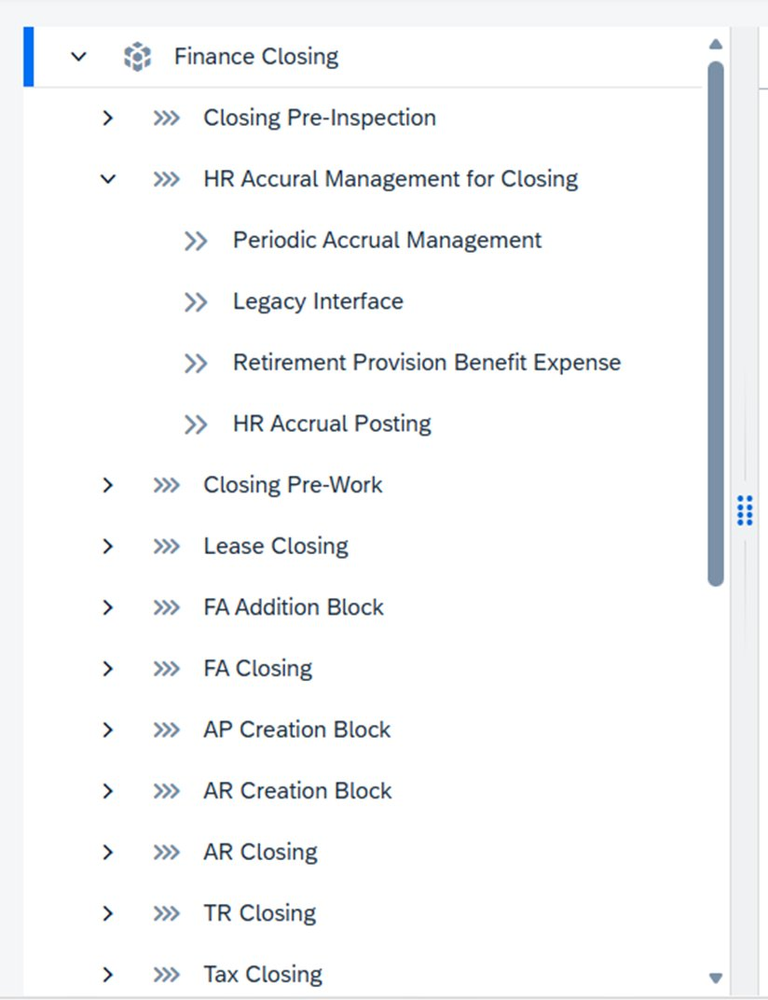 Finance Closing
Closing Pre-Inspection
HR Accural Management for Closing
Periodic Accrual Management
Legacy Interface
Retirement Provision Benefit Expense
HR Accrual Posting
Closing Pre-Work
Lease Closing
FA Addition Block
FA Closing
AP Creation Block
AR Creation Block
AR Closing
TR Closing
Tax Closing